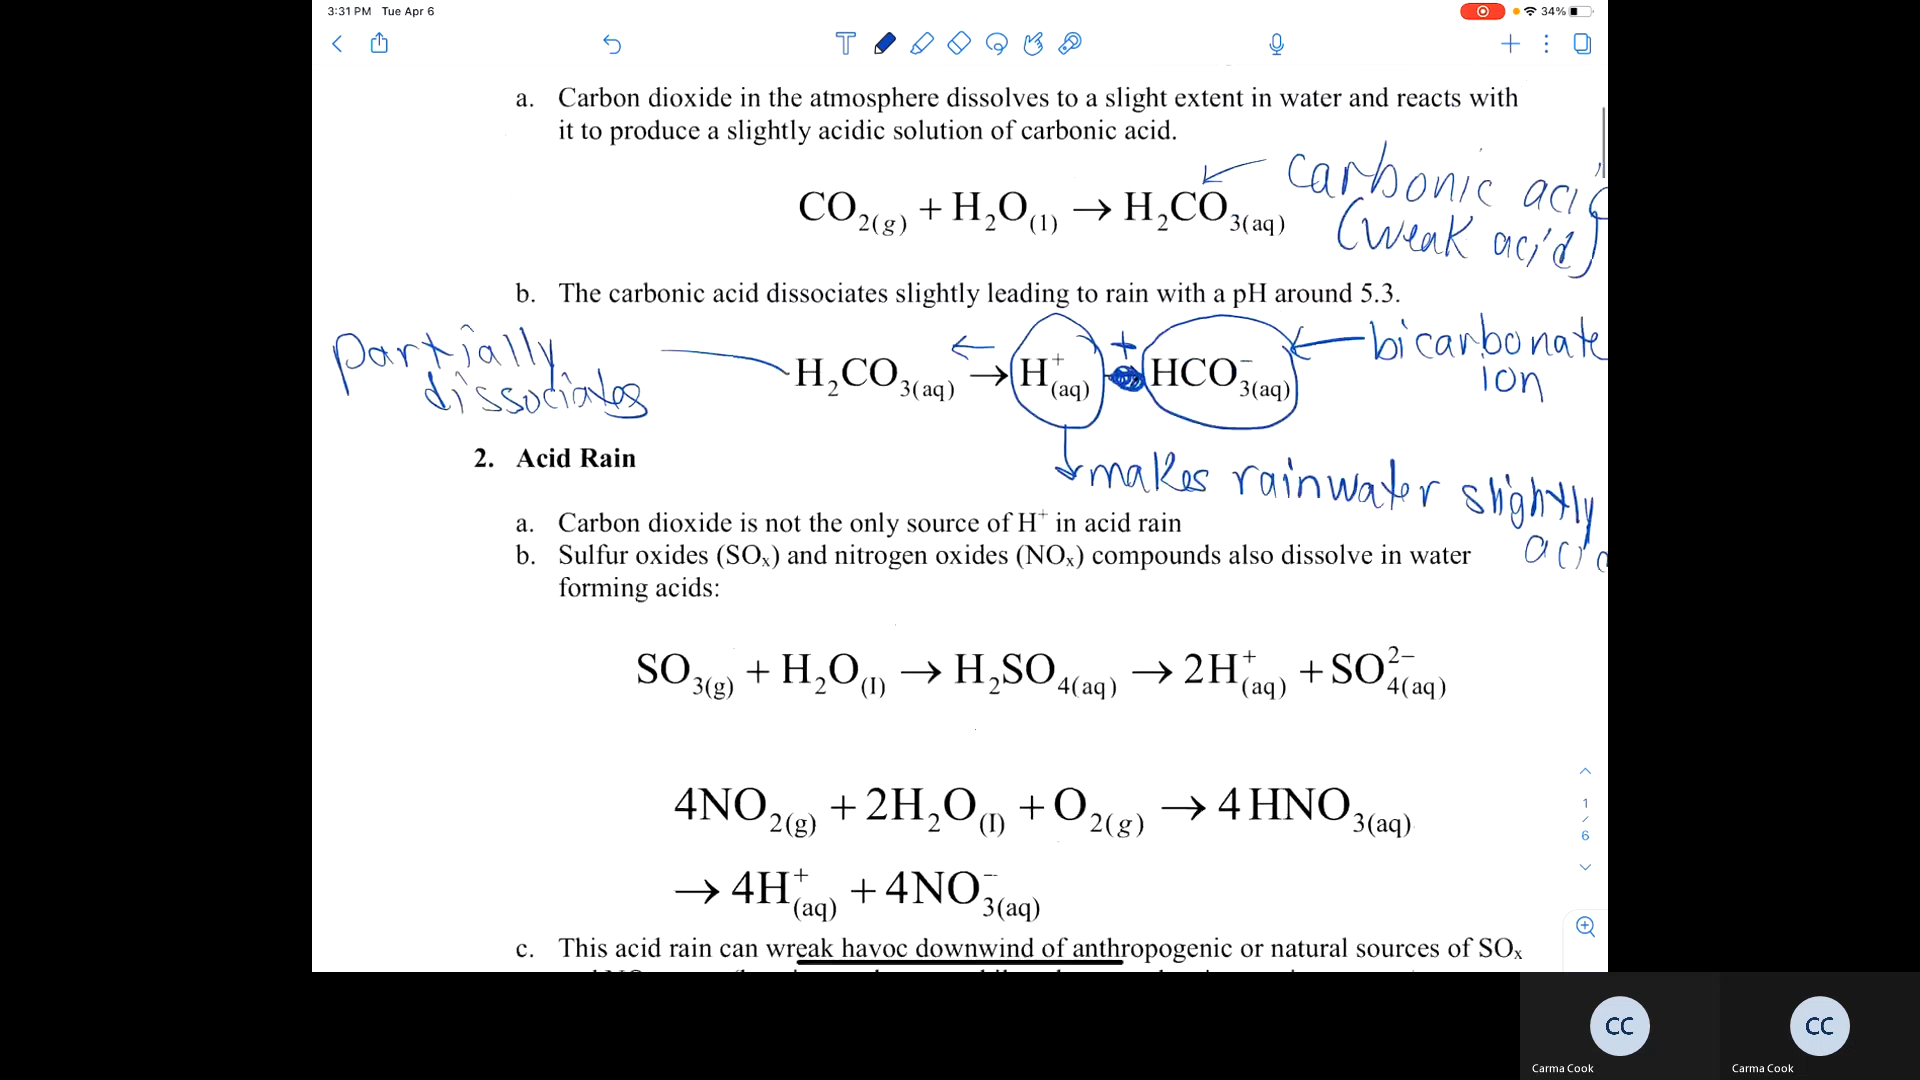 3:31 PM Tue Apr 6
34%
a. Carbon dioxide in the atmosphere dissolves to a slight extent in water and reacts with
it to produce a slightly acidic solution of carbonic acid.
carbonic aci
(weak acid)
CO2(g) + H2O(l) → H2CO3(aq)
b. The carbonic acid dissociates slightly leading to rain with a pH around 5.3.
partially
dissociates
H2CO3(aq) → H+(aq) + HCO3−(aq)
bicarbonate
ion
2. Acid Rain
makes rainwater slightly
aci
a. Carbon dioxide is not the only source of H+ in acid rain
b. Sulfur oxides (SOx) and nitrogen oxides (NOx) compounds also dissolve in water
forming acids:
SO3(g) + H2O(l) → H2SO4(aq) → 2H+(aq) + SO4 2−(aq)
4NO2(g) + 2H2O(l) + O2(g) → 4HNO3(aq)
→ 4H+(aq) + 4NO3−(aq)
c. This acid rain can wreak havoc downwind of anthropogenic or natural sources of SOx
1
/
6
CC
CC
Carma Cook
Carma Cook